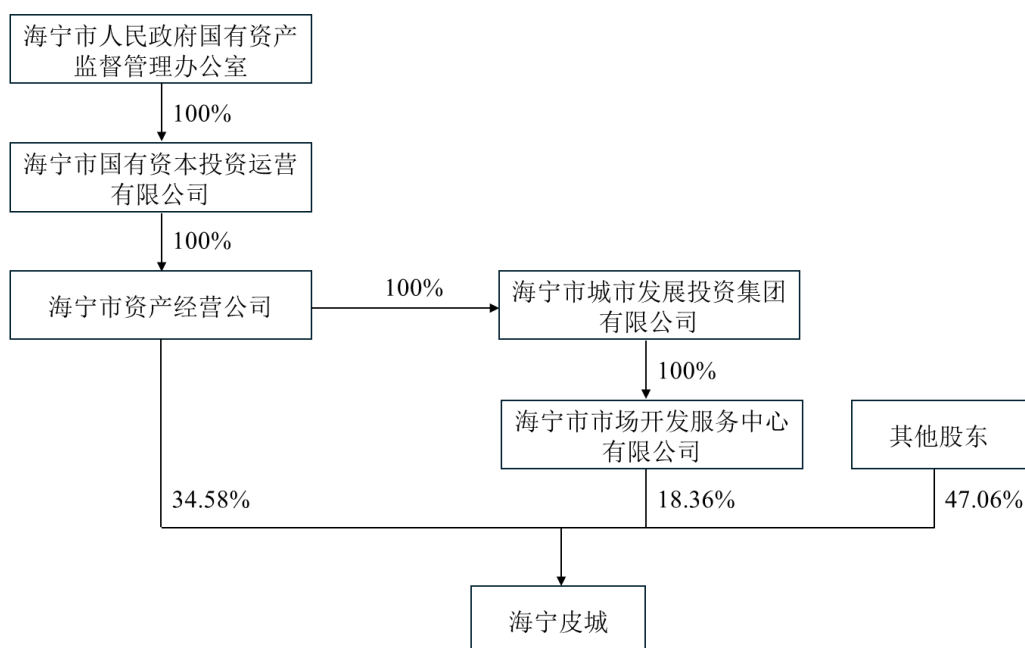 海宁市人民政府国有资产
监督管理办公室
100%
海宁市国有资本投资运营
有限公司
100%
海宁市资产经营公司
100%
海宁市城市发展投资集团
有限公司
100%
海宁市市场开发服务中心
有限公司
其他股东
34.58%
18.36%
47.06%
海宁皮城